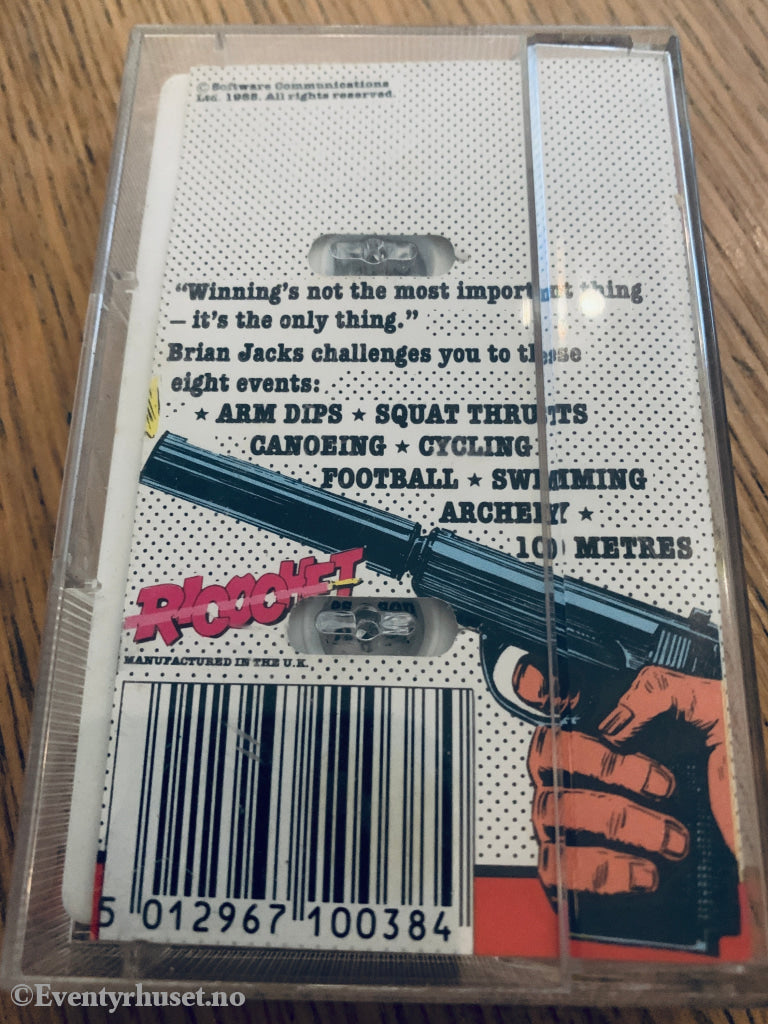 © Software Communications
Ltd. 1988. All rights reserved.
“Winning's not the most important thing
– it's the only thing.”
Brian Jacks challenges you to these
eight events:
★ ARM DIPS ★ SQUAT THRUSTS
CANOEING ★ CYCLING
FOOTBALL ★ SWIMMING
ARCHERY ★
100 METRES
RICOCHET
MANUFACTURED IN THE U.K.
5 012967 100384
©Eventyrhuset.no